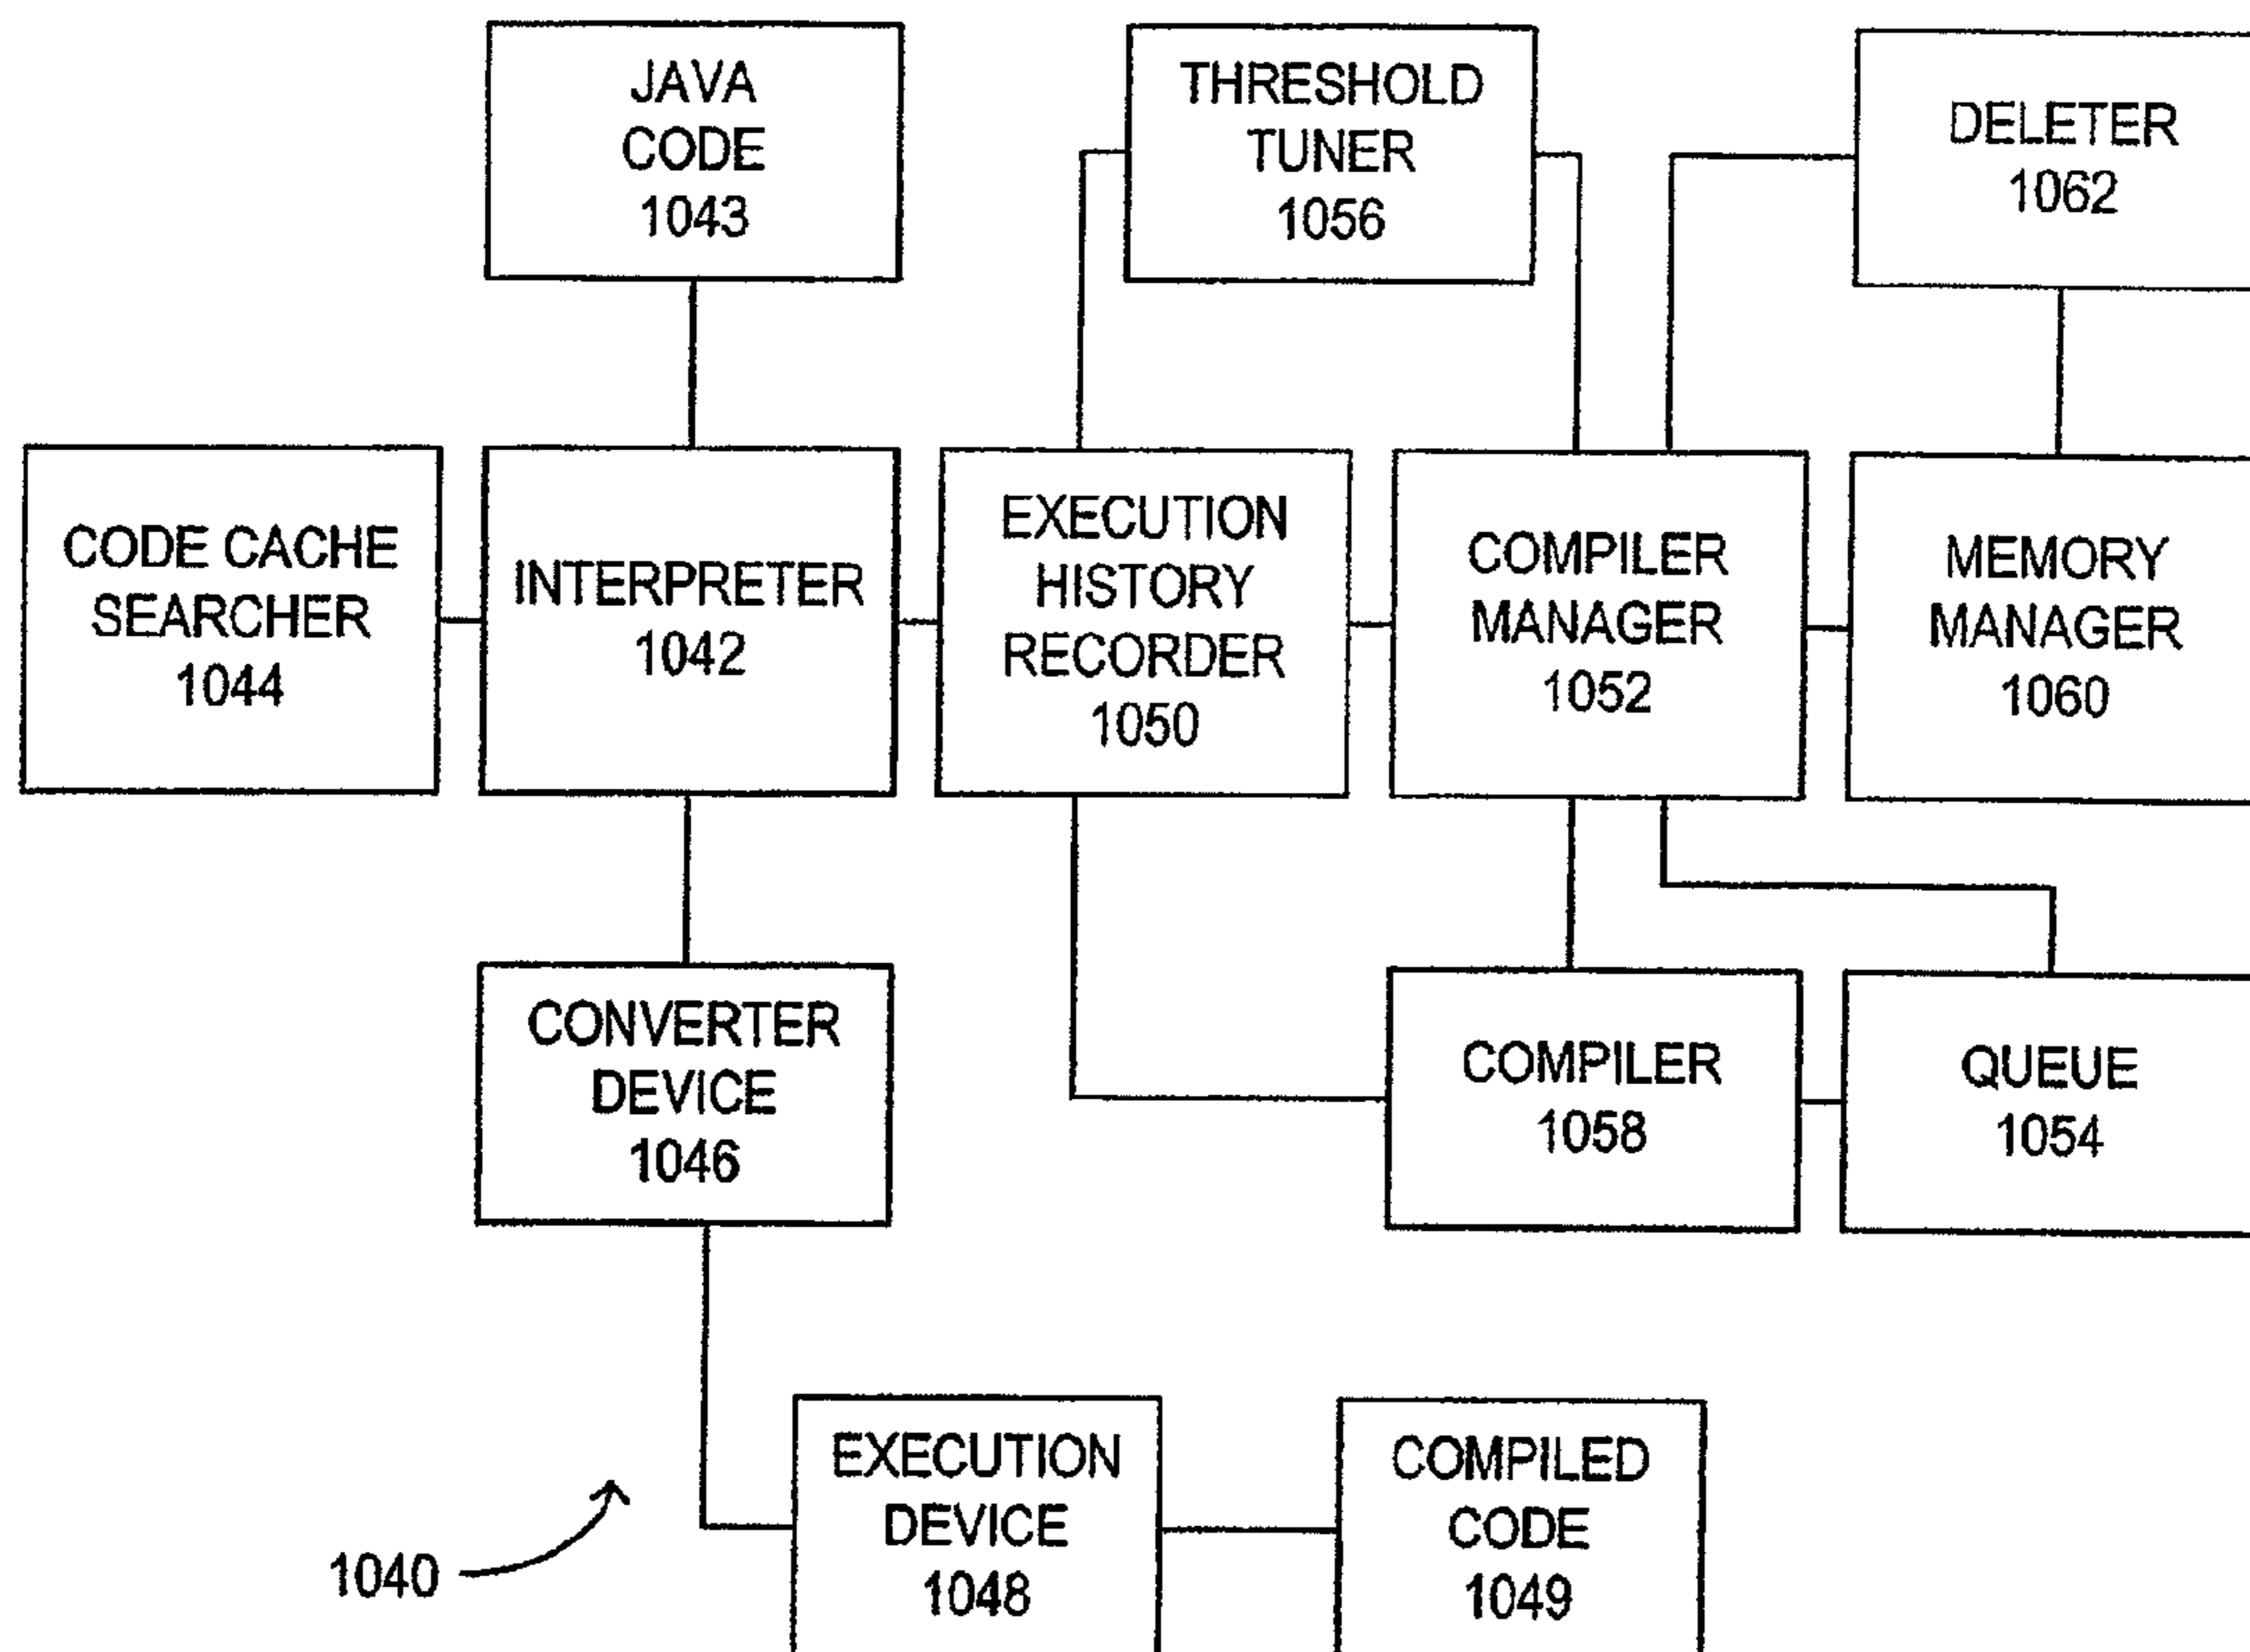 JAVA
CODE
1043
THRESHOLD
TUNER
1056
DELETER
1062
CODE CACHE
SEARCHER
1044
INTERPRETER
1042
EXECUTION
HISTORY
RECORDER
1050
COMPILER
MANAGER
1052
MEMORY
MANAGER
1060
CONVERTER
DEVICE
1046
COMPILER
1058
QUEUE
1054
EXECUTION
DEVICE
1048
COMPILED
CODE
1049
1040